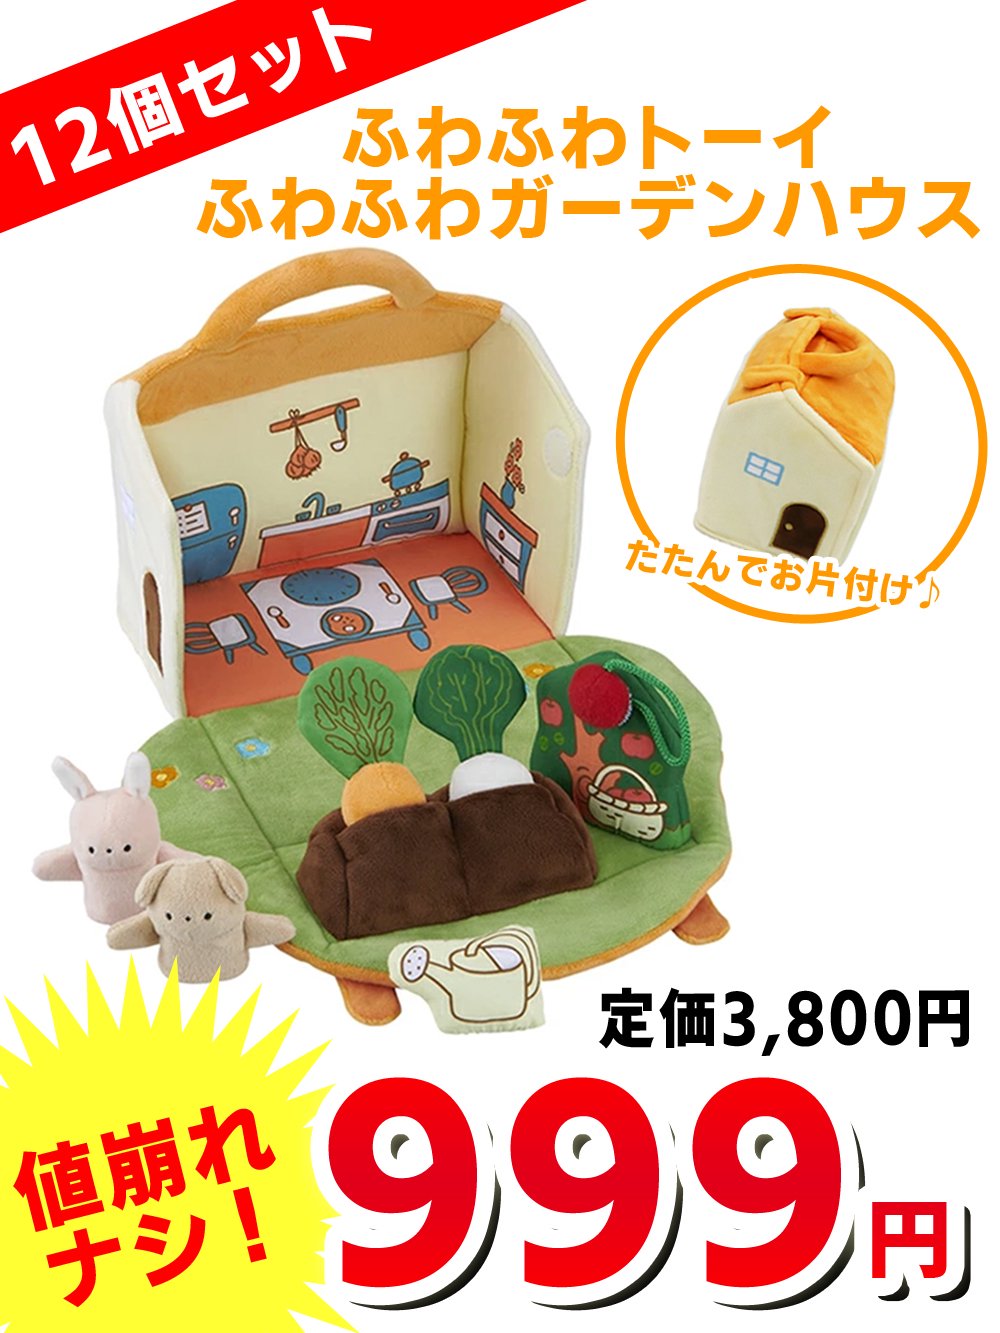 12個セット
ふわふわトーイ
ふわふわガーデンハウス
たたんでお片付け♪
定価3,800円
値崩れ
ナシ！
999円